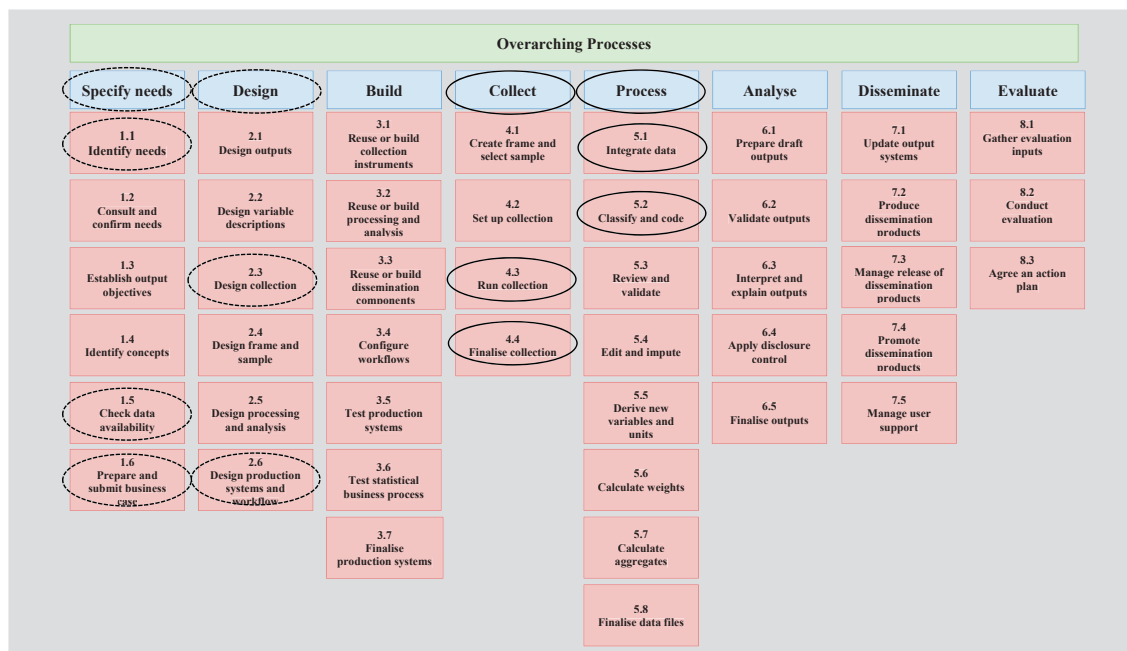 Overarching Processes
Specify needs
Design
Build
Collect
Process
Analyse
Disseminate
Evaluate
1.1
Identify needs
1.2
Consult and
confirm needs
1.3
Establish output
objectives
1.4
Identify concepts
1.5
Check data
availability
1.6
Prepare and
submit business
case
2.1
Design outputs
2.2
Design variable
descriptions
2.3
Design collection
2.4
Design frame and
sample
2.5
Design processing
and analysis
2.6
Design production
systems and
workflow
3.1
Reuse or build
collection
instruments
3.2
Reuse or build
processing and
analysis
3.3
Reuse or build
dissemination
components
3.4
Configure
workflows
3.5
Test production
systems
3.6
Test statistical
business process
3.7
Finalise
production systems
4.1
Create frame and
select sample
4.2
Set up collection
4.3
Run collection
4.4
Finalise collection
5.1
Integrate data
5.2
Classify and code
5.3
Review and
validate
5.4
Edit and impute
5.5
Derive new
variables and
units
5.6
Calculate weights
5.7
Calculate
aggregates
5.8
Finalise data files
6.1
Prepare draft
outputs
6.2
Validate outputs
6.3
Interpret and
explain outputs
6.4
Apply disclosure
control
6.5
Finalise outputs
7.1
Update output
systems
7.2
Produce
dissemination
products
7.3
Manage release of
dissemination
products
7.4
Promote
dissemination
products
7.5
Manage user
support
8.1
Gather evaluation
inputs
8.2
Conduct
evaluation
8.3
Agree an action
plan